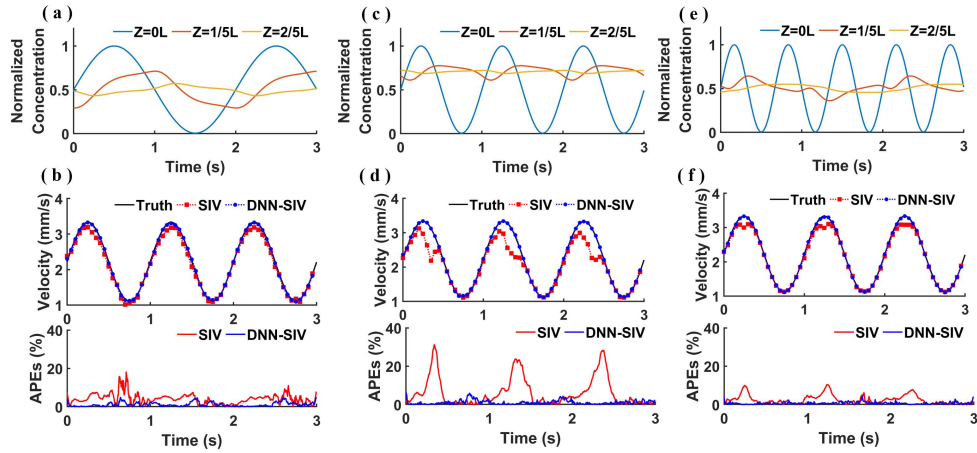 ( a )
Z=0L Z=1/5L Z=2/5L
Normalized
Concentration
1
0.5
0
0 1 2 3
Time (s)
( b )
Truth SIV DNN-SIV
Velocity (mm/s)
4
3
2
1
0 1 2 3
SIV DNN-SIV
APEs (%)
40
20
0
0 1 2 3
Time (s)
( c )
Z=0L Z=1/5L Z=2/5L
Normalized
Concentration
1
0.5
0
0 1 2 3
Time (s)
( d )
Truth SIV DNN-SIV
Velocity (mm/s)
4
3
2
1
0 1 2 3
SIV DNN-SIV
APEs (%)
40
20
0
0 1 2 3
Time (s)
( e )
Z=0L Z=1/5L Z=2/5L
Normalized
Concentration
1
0.5
0
0 1 2 3
Time (s)
( f )
Truth SIV DNN-SIV
Velocity (mm/s)
4
3
2
1
0 1 2 3
SIV DNN-SIV
APEs (%)
40
20
0
0 1 2 3
Time (s)